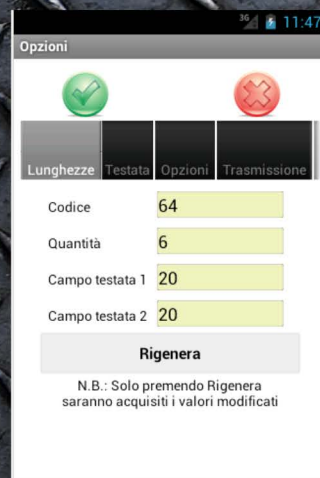 3G 11:47
Opzioni
Lunghezze Testata Opzioni Trasmissione
Codice 64
Quantità 6
Campo testata 1 20
Campo testata 2 20
Rigenera
N.B.: Solo premendo Rigenera
saranno acquisiti i valori modificati